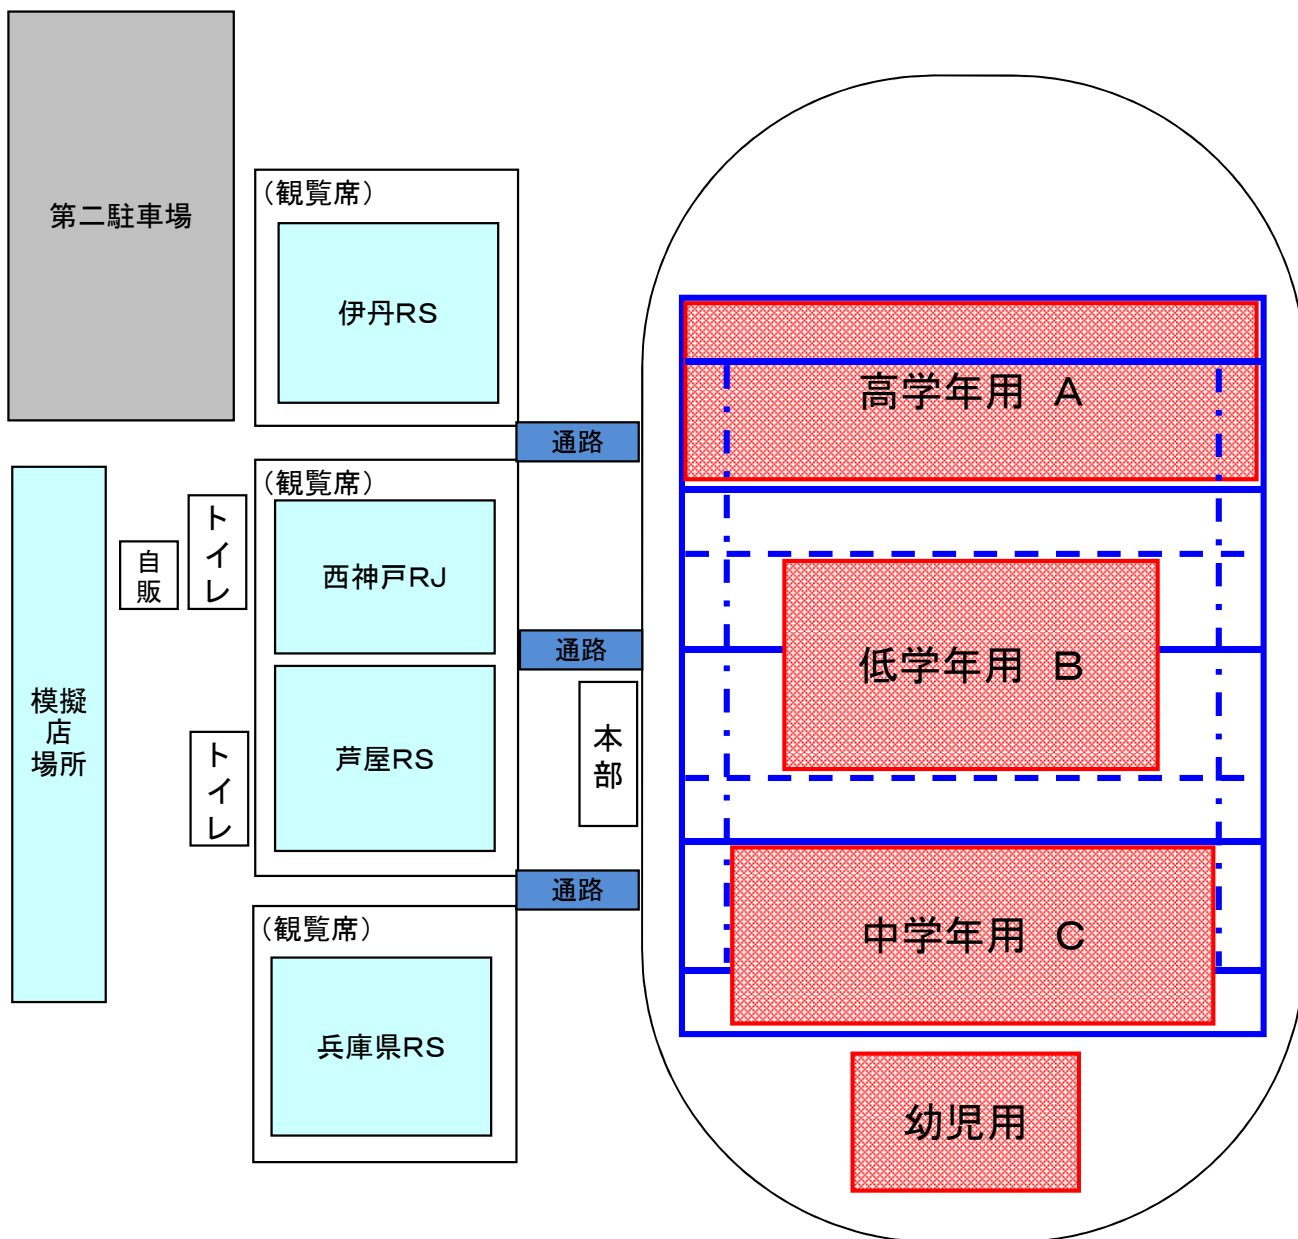 第二駐車場
（観覧席）
伊丹RS
高学年用　A
通路
（観覧席）
トイレ
自販
西神戸RJ
通路
低学年用　B
模擬
店
場所
トイレ
芦屋RS
本部
通路
（観覧席）
中学年用　C
兵庫県RS
幼児用